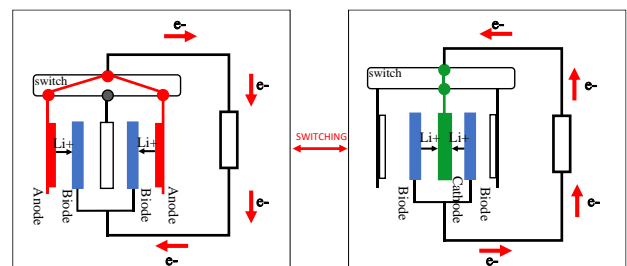 e-
switch
e-
Li+
Li+
Anode
Biode
Biode
Anode
e-
e-
SWITCHING
e-
switch
e-
Li+
Li+
Biode
Cathode
Biode
e-
e-